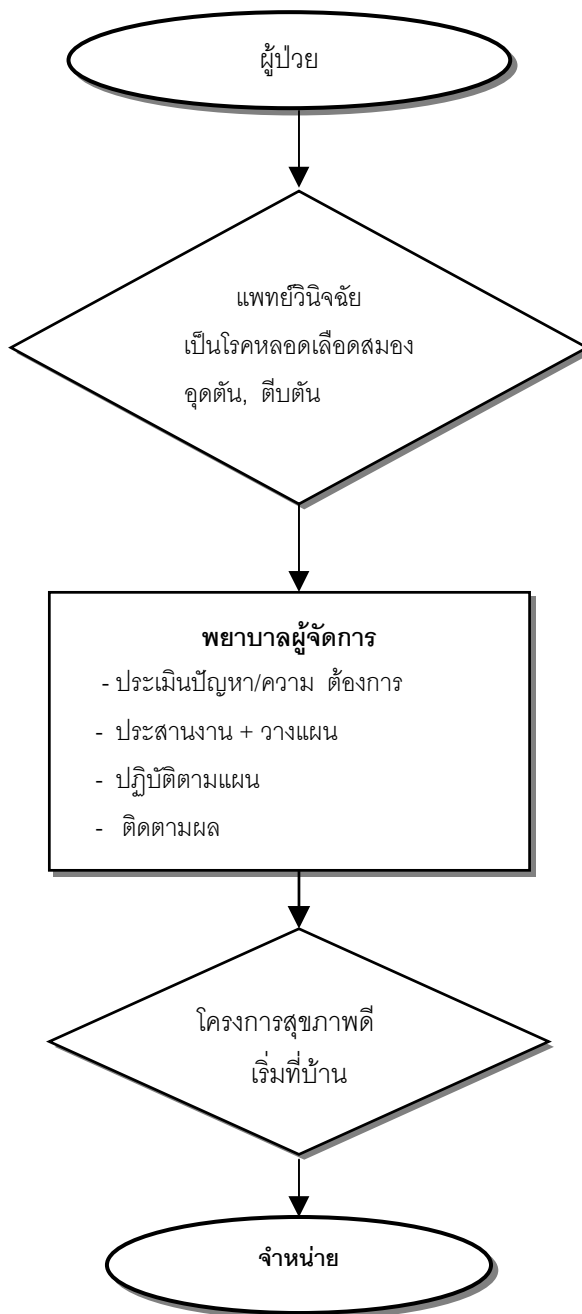 ผู้ป่วย
แพทย์วินิจฉัย
เป็นโรคหลอดเลือดสมอง
อุดตัน, ตีบตัน
พยาบาลผู้จัดการ
- ประเมินปัญหา/ความ ต้องการ
- ประสานงาน + วางแผน
- ปฏิบัติตามแผน
- ติดตามผล
โครงการสุขภาพดี
เริ่มที่บ้าน
จำหน่าย